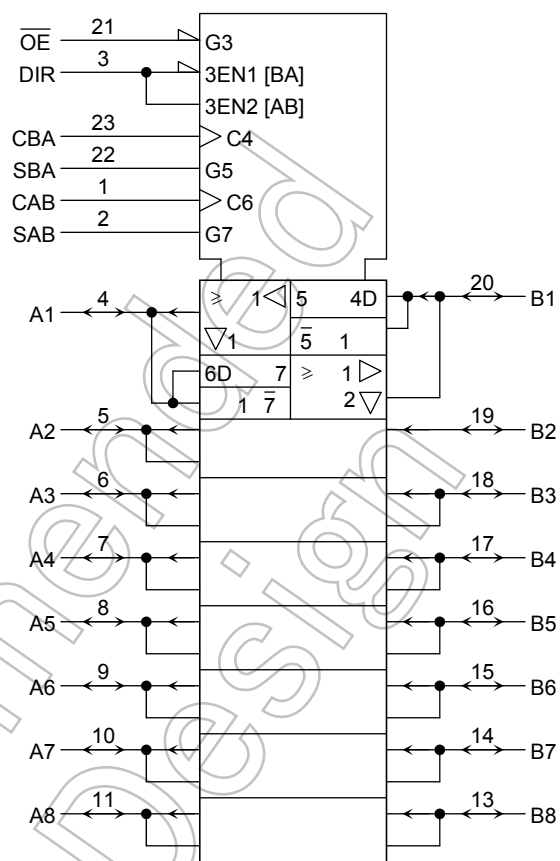 OE 21 G3
DIR 3 3EN1 [BA]
3EN2 [AB]
CBA 23 C4
SBA 22 G5
CAB 1 C6
SAB 2 G7
A1 4 ≥ 1 5 4D 20 B1
1 5 1
6D 7 ≥ 1
1 7 2
A2 5 19 B2
A3 6 18 B3
A4 7 17 B4
A5 8 16 B5
A6 9 15 B6
A7 10 14 B7
A8 11 13 B8
mended
Design